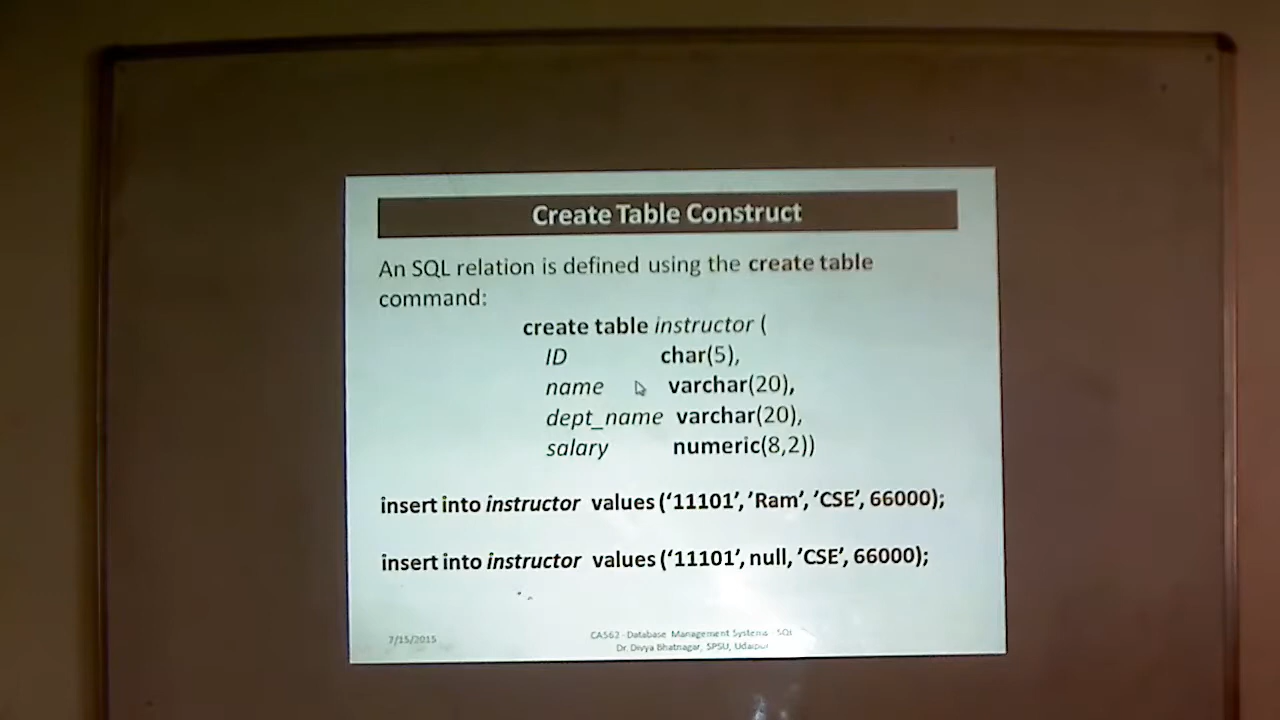 Create Table Construct
An SQL relation is defined using the create table
command:
create table instructor (
ID char(5),
name varchar(20),
dept_name varchar(20),
salary numeric(8,2))
insert into instructor values (‘11101’, ’Ram’, ’CSE’, 66000);
insert into instructor values (‘11101’, null, ’CSE’, 66000);
7/15/2015
CA562 - Database Management Systems - SQL
Dr. Divya Bhatnagar, SPSU, Udaipur